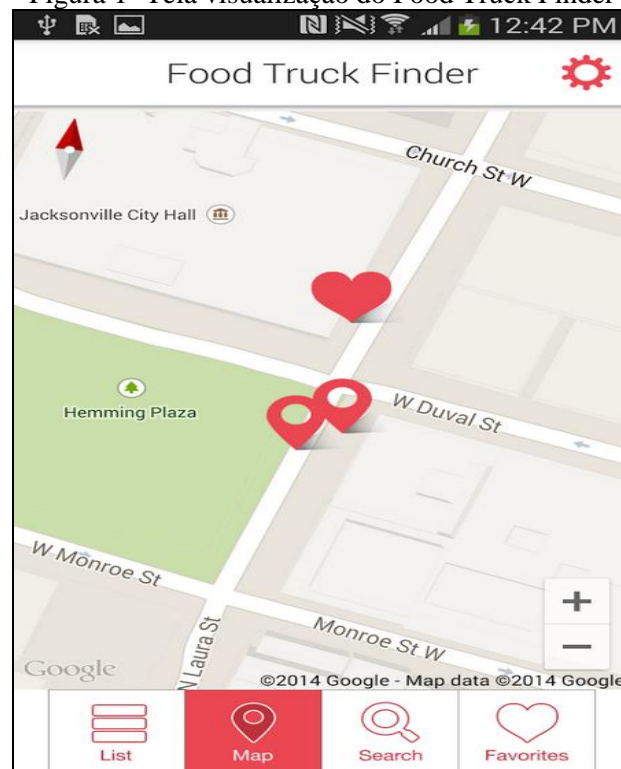 Figura 1- Tela visualização do Food Truck Finder
12:42 PM
Food Truck Finder
Church St W
Jacksonville City Hall
Hemming Plaza
W Duval St
W Monroe St
N Laura St
Monroe St W
+
−
Google
©2014 Google - Map data ©2014 Google
List
Map
Search
Favorites